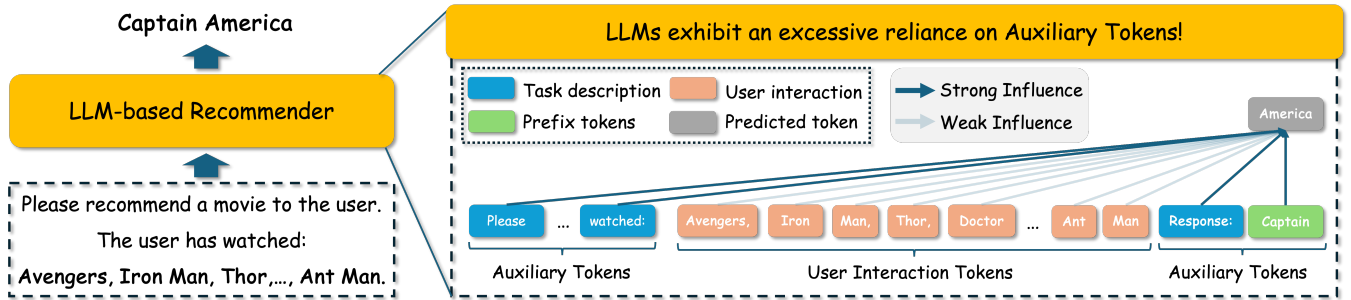 Captain America
LLM-based Recommender
Please recommend a movie to the user.
The user has watched:
Avengers, Iron Man, Thor,..., Ant Man.
LLMs exhibit an excessive reliance on Auxiliary Tokens!
Task description
User interaction
Prefix tokens
Predicted token
Strong Influence
Weak Influence
America
Please ... watched: Avengers, Iron Man, Thor, Doctor ... Ant Man Response: Captain
Auxiliary Tokens
User Interaction Tokens
Auxiliary Tokens